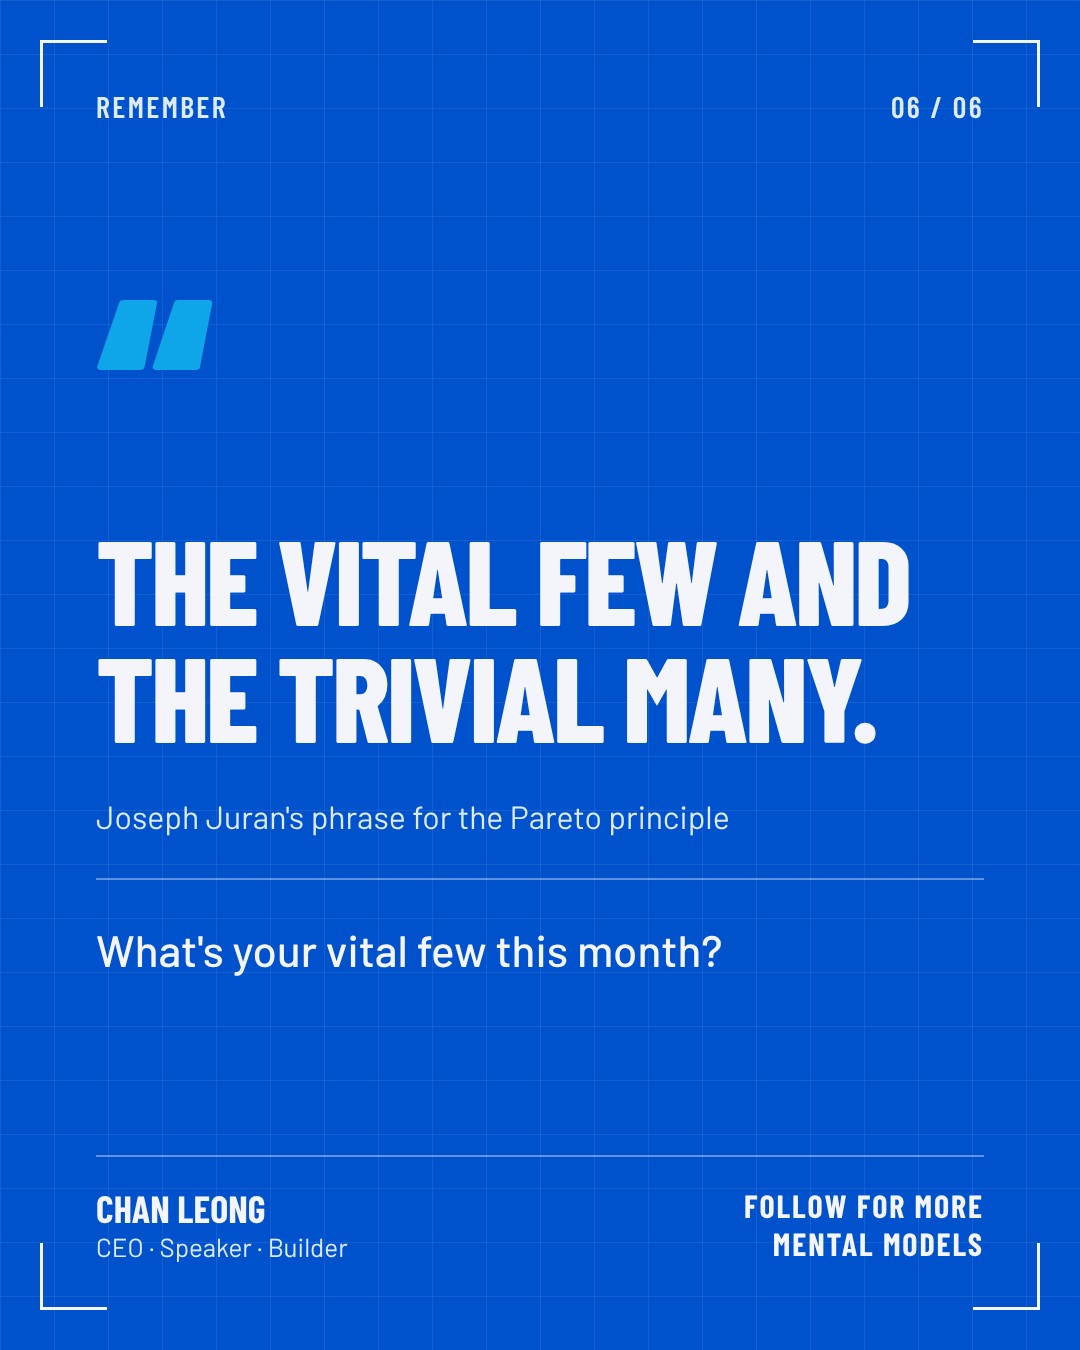 REMEMBER
06 / 06
THE VITAL FEW AND
THE TRIVIAL MANY.
Joseph Juran's phrase for the Pareto principle
What's your vital few this month?
CHAN LEONG
CEO · Speaker · Builder
FOLLOW FOR MORE
MENTAL MODELS